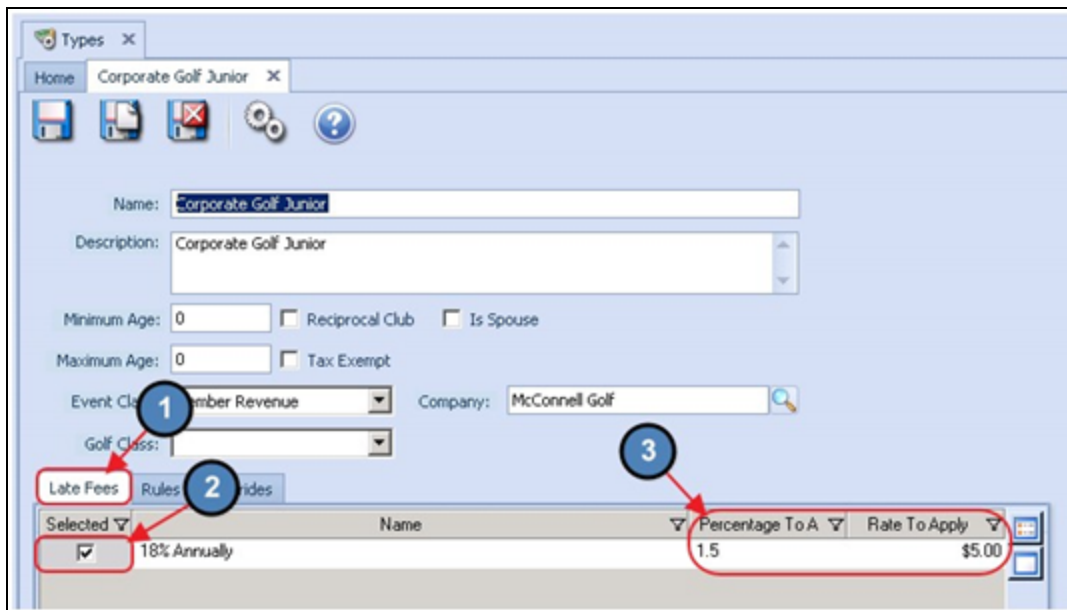 Types
Home Corporate Golf Junior
Name: Corporate Golf Junior
Description: Corporate Golf Junior
Minimum Age: 0 Reciprocal Club Is Spouse
Maximum Age: 0 Tax Exempt
Event Cla 1 ember Revenue Company: McConnell Golf
Golf Class:
3
Late Fees Rules 2 rides
Selected Name Percentage To A Rate To Apply
18% Annually 1.5 $5.00